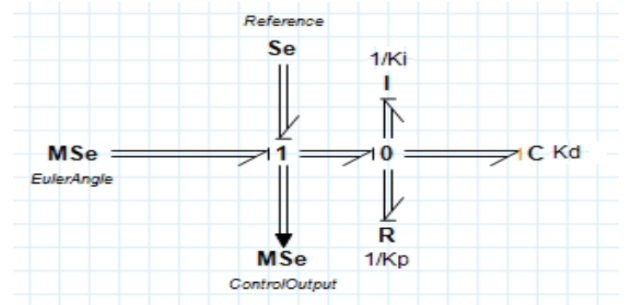 Reference
Se
1/Ki
I
MSe 1 0 C Kd
EulerAngle
R
MSe 1/Kp
ControlOutput